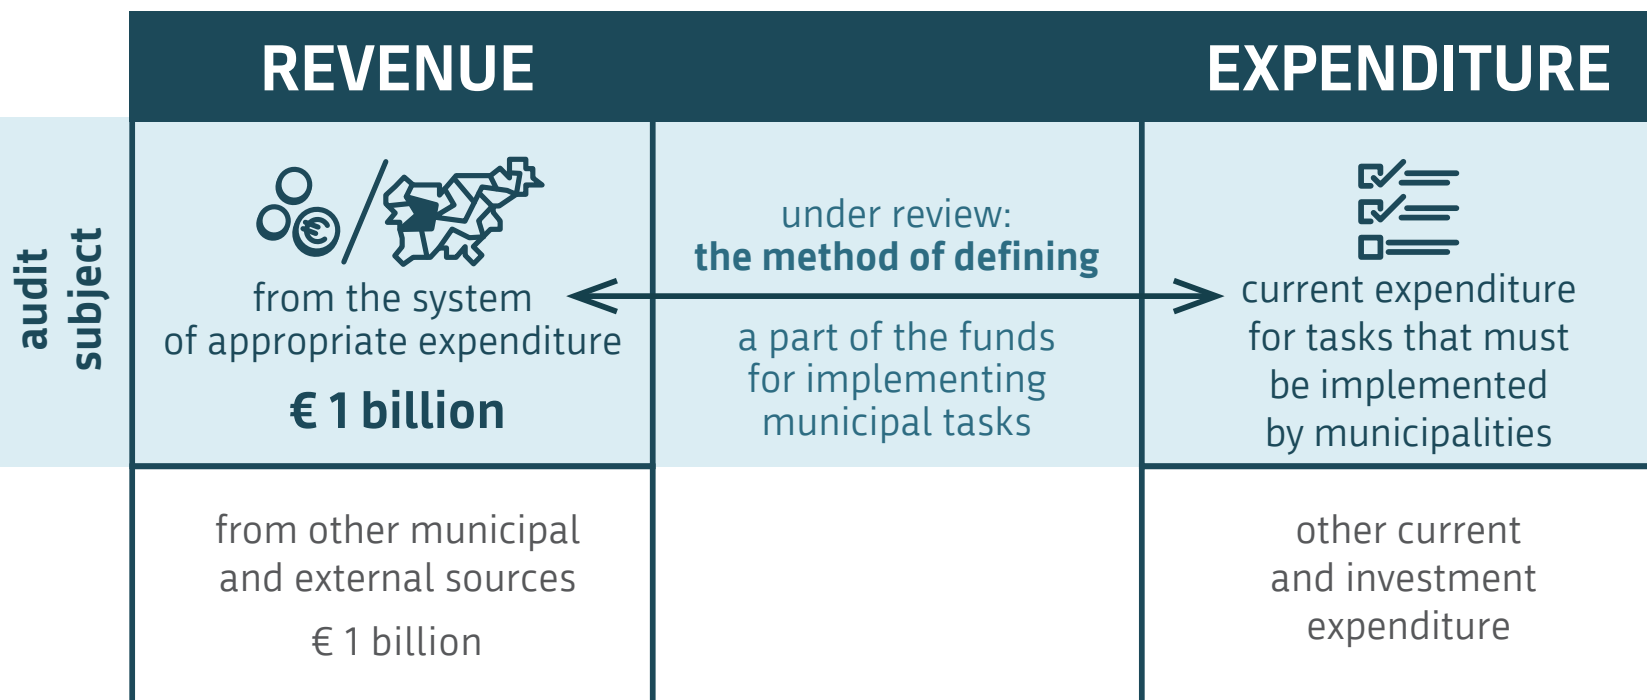 REVENUE
EXPENDITURE
audit
subject
€
from the system
of appropriate expenditure
€ 1 billion
under review:
the method of defining
a part of the funds
for implementing
municipal tasks
current expenditure
for tasks that must
be implemented
by municipalities
from other municipal
and external sources
€ 1 billion
other current
and investment
expenditure